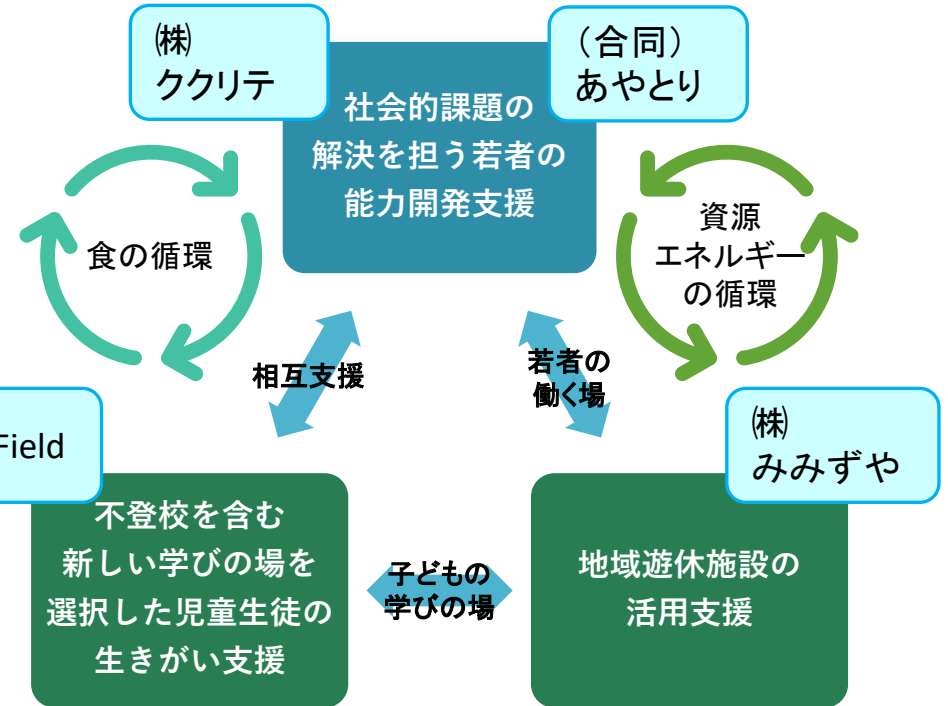 ㈱
ククリテ
（合同）
あやとり
社会的課題の
解決を担う若者の
能力開発支援
食の循環
資源
エネルギー
の循環
相互支援
若者の
働く場
Field
㈱
みみずや
不登校を含む
新しい学びの場を
選択した児童生徒の
生きがい支援
子どもの
学びの場
地域遊休施設の
活用支援